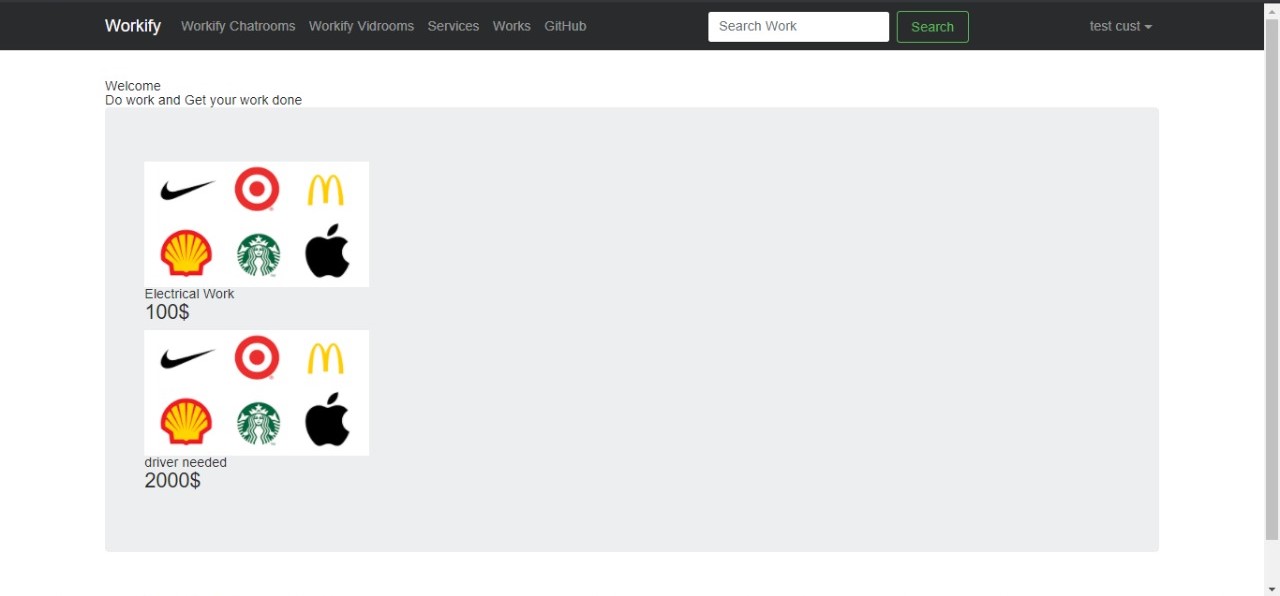 Workify Workify Chatrooms Workify Vidrooms Services Works GitHub Search Work Search test cust
Welcome
Do work and Get your work done
Electrical Work
100$
driver needed
2000$